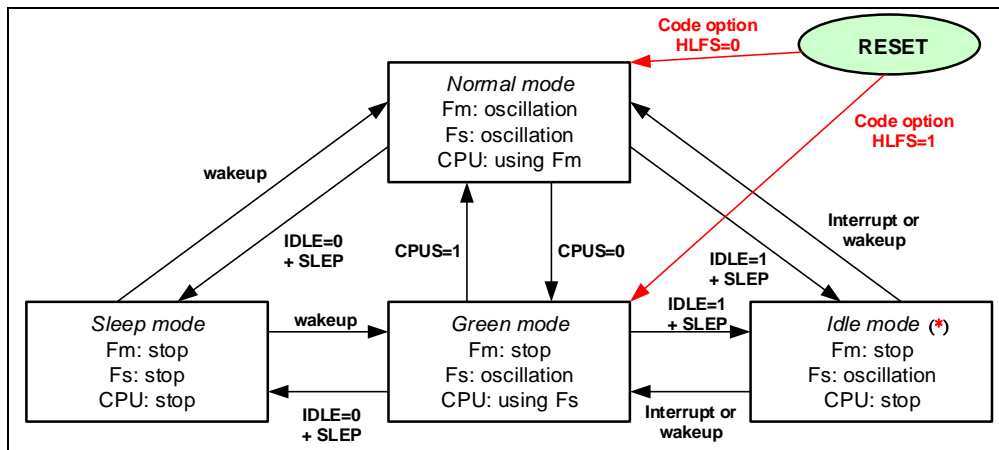 Code option
HLFS=0
RESET
Normal mode
Fm: oscillation
Fs: oscillation
CPU: using Fm
Code option
HLFS=1
wakeup
IDLE=0
+ SLEP
CPUS=1
CPUS=0
IDLE=1
+ SLEP
Interrupt or
wakeup
Sleep mode
Fm: stop
Fs: stop
CPU: stop
wakeup
IDLE=0
+ SLEP
Green mode
Fm: stop
Fs: oscillation
CPU: using Fs
IDLE=1
+ SLEP
Interrupt or
wakeup
Idle mode (*)
Fm: stop
Fs: oscillation
CPU: stop